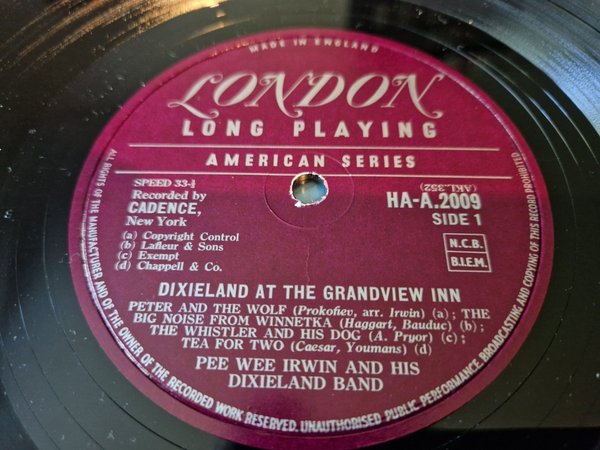 MADE IN ENGLAND
LONDON
LONG PLAYING
AMERICAN SERIES
SPEED 33-⅓
Recorded by
CADENCE,
New York
(a) Copyright Control
(b) Lafleur & Sons
(c) Exempt
(d) Chappell & Co.
(AKL.352)
HA-A.2009
SIDE 1
N.C.B.
B.I.E.M.
DIXIELAND AT THE GRANDVIEW INN
PETER AND THE WOLF (Prokofiev, arr. Irwin) (a); THE
BIG NOISE FROM WINNETKA (Haggart, Bauduc) (b);
THE WHISTLER AND HIS DOG (A. Pryor) (c);
TEA FOR TWO (Caesar, Youmans) (d)
PEE WEE IRWIN AND HIS
DIXIELAND BAND
ALL RIGHTS OF THE MANUFACTURER AND OF THE OWNER OF THE RECORDED WORK RESERVED. UNAUTHORISED PUBLIC PERFORMANCE, BROADCASTING AND COPYING OF THIS RECORD PROHIBITED